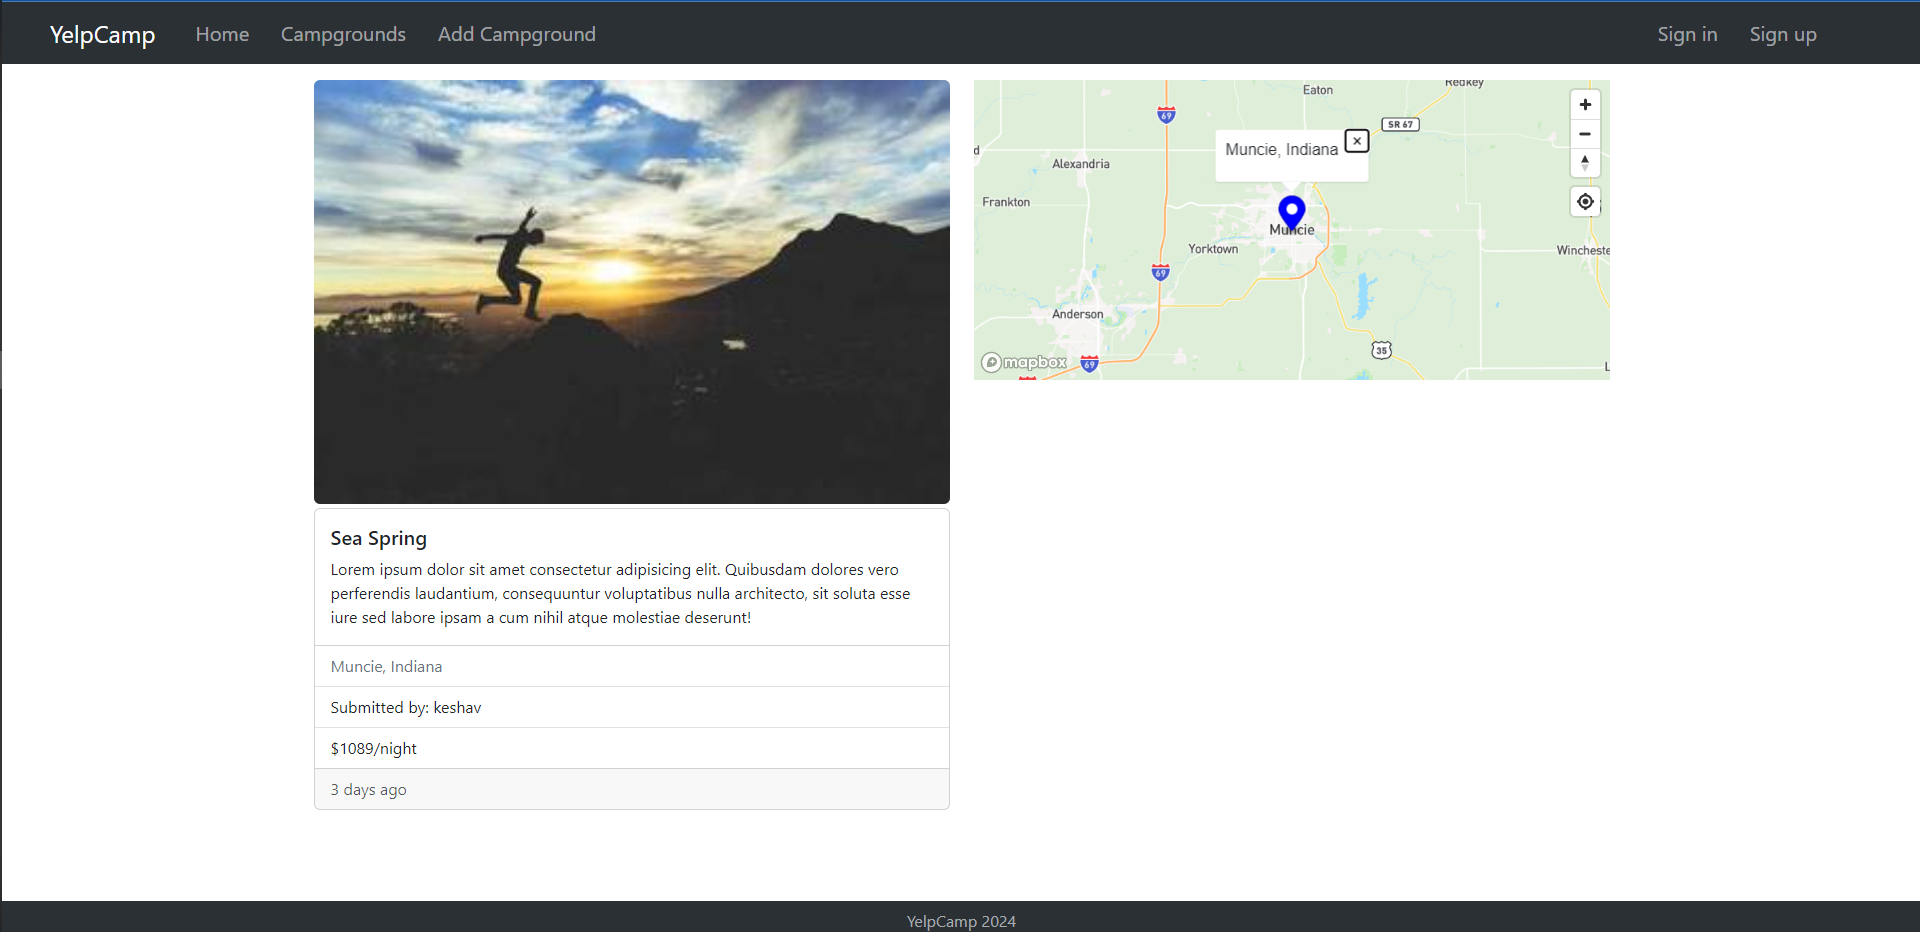 YelpCamp Home Campgrounds Add Campground Sign in Sign up
Eaton
Redkey
SR 67
69
Muncie, Indiana ×
Alexandria
Frankton
Muncie
Yorktown
Wincheste
69
Anderson
35
mapbox
69
Sea Spring
Lorem ipsum dolor sit amet consectetur adipisicing elit. Quibusdam dolores vero
perferendis laudantium, consequuntur voluptatibus nulla architecto, sit soluta esse
iure sed labore ipsam a cum nihil atque molestiae deserunt!
Muncie, Indiana
Submitted by: keshav
$1089/night
3 days ago
YelpCamp 2024